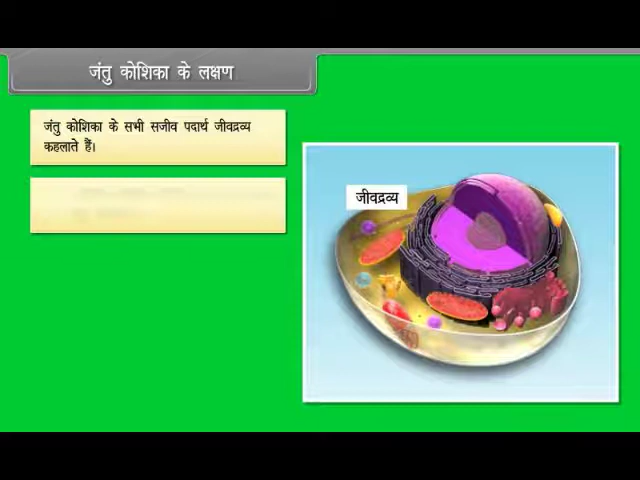 जंतु कोशिका के लक्षण
जंतु कोशिका के सभी सजीव पदार्थ जीवद्रव्य
कहलाते हैं।
जीवद्रव्य